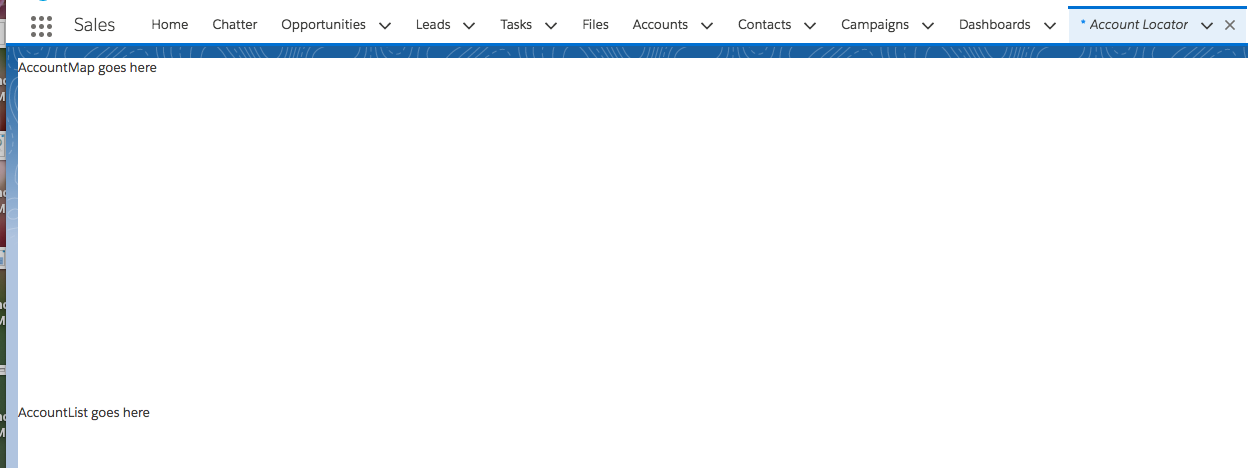 Sales Home Chatter Opportunities Leads Tasks Files Accounts Contacts Campaigns Dashboards * Account Locator
AccountMap goes here
AccountList goes here